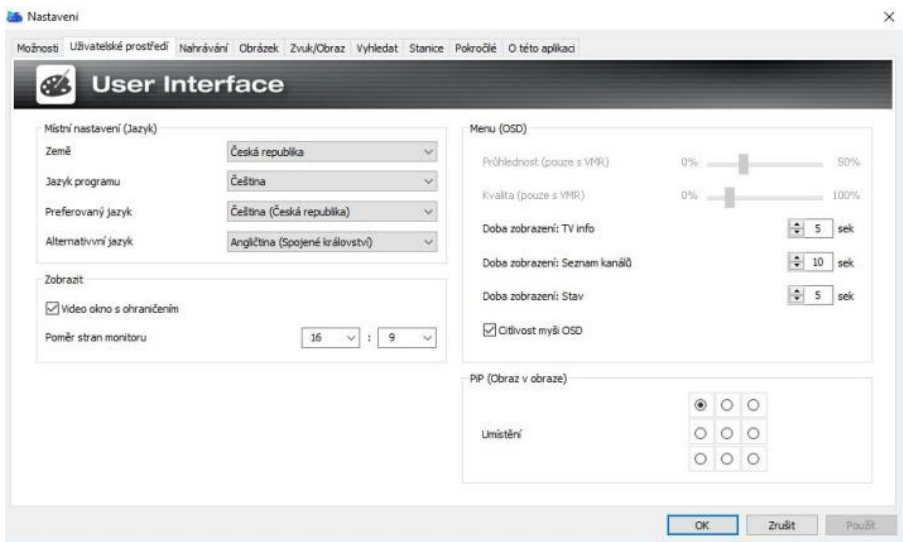 Nastavení
Možnosti Uživatelské prostředí Nahrávání Obrázek Zvuk/Obraz Vyhledat Stanice Pokročilé O této aplikaci
User Interface
Místní nastavení (Jazyk)
Země Česká republika
Jazyk programu Čeština
Preferovaný jazyk Čeština (Česká republika)
Alternativvní jazyk Angličtina (Spojené království)
Zobrazit
Video okno s ohraničením
Poměr stran monitoru 16 : 9
Menu (OSD)
Průhlednost (pouze s VMR) 0% 50%
Kvalita (pouze s VMR) 0% 100%
Doba zobrazení: TV info 5 sek
Doba zobrazení: Seznam kanálů 10 sek
Doba zobrazení: Stav 5 sek
Citlivost myši OSD
PiP (Obraz v obraze)
Umístění
OK Zrušit Použít